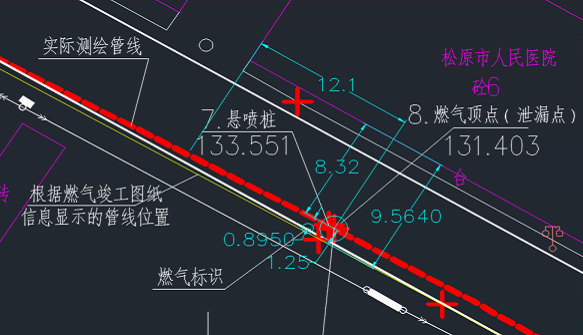 实际测绘管线
松原市人民医院
砼6
12.1
7.悬喷桩
133.551
8.燃气顶点(泄漏点)
131.403
8.32
台
砖
根据燃气竣工图纸
信息显示的管线位置
9.5640
0.8950
1.25
燃气标识